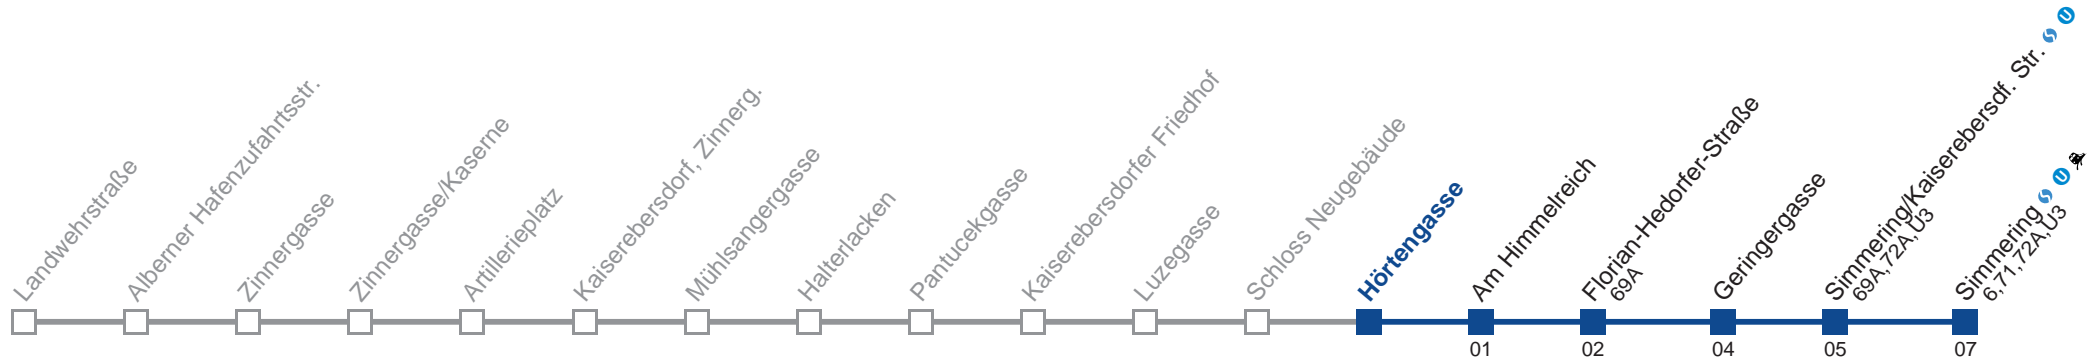 Landwehrstraße
Alberner Hafenzufahrtsstr.
Zinnergasse
Zinnergasse/Kaserne
Artillerieplatz
Kaiserebersdorf, Zinnerg.
Mühlsangergasse
Halterlacken
Pantucekgasse
Kaiserebersdorfer Friedhof
Luzegasse
Schloss Neugebäude
Hörtengasse
Am Himmelreich
01
Florian-Hedorfer-Straße
69A
02
Geringergasse
04
Simmering/Kaiserebersdf. Str. S U
69A,72A,U3
05
Simmering S U
6,71,72A,U3
07